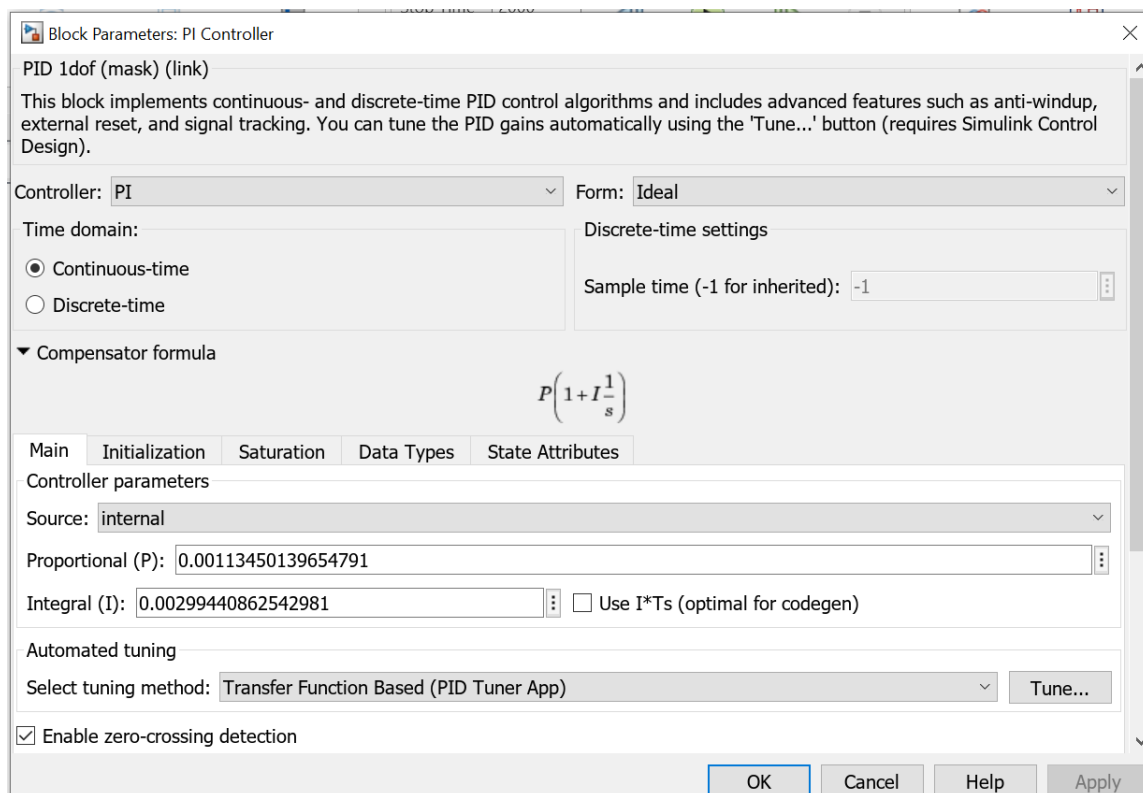 Stop Time 2000
Block Parameters: PI Controller
PID 1dof (mask) (link)
This block implements continuous- and discrete-time PID control algorithms and includes advanced features such as anti-windup,
external reset, and signal tracking. You can tune the PID gains automatically using the 'Tune...' button (requires Simulink Control
Design).
Controller: PI Form: Ideal
Time domain: Discrete-time settings
Continuous-time
Sample time (-1 for inherited): -1
Discrete-time
Compensator formula
P(1+I1/s)
Main Initialization Saturation Data Types State Attributes
Controller parameters
Source: internal
Proportional (P): 0.00113450139654791
Integral (I): 0.00299440862542981 Use I*Ts (optimal for codegen)
Automated tuning
Select tuning method: Transfer Function Based (PID Tuner App) Tune...
Enable zero-crossing detection
OK Cancel Help Apply